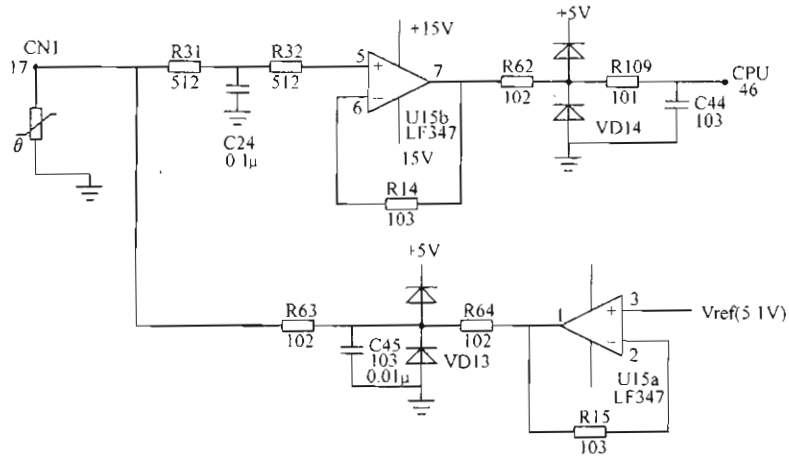 +5V
CN1
+15V
17
R31
R32
5
7
R62
R109
CPU
512
512
102
101
46
6
U15b
C44
LF347
103
C24
VD14
0 1μ
15V
R14
103
+5V
3
R63
R64
1
Vref(5 1V)
102
C45
102
2
103
VD13
U15a
0.01μ
LF347
R15
103
θ